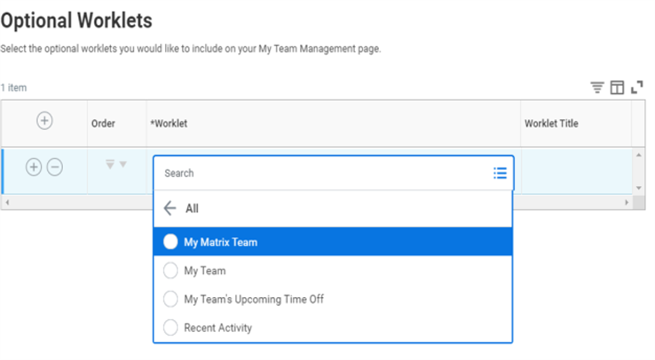 Optional Worklets
Select the optional worklets you would like to include on your My Team Management page.
1 item
Order
*Worklet
Worklet Title
Search
All
My Matrix Team
My Team
My Team's Upcoming Time Off
Recent Activity